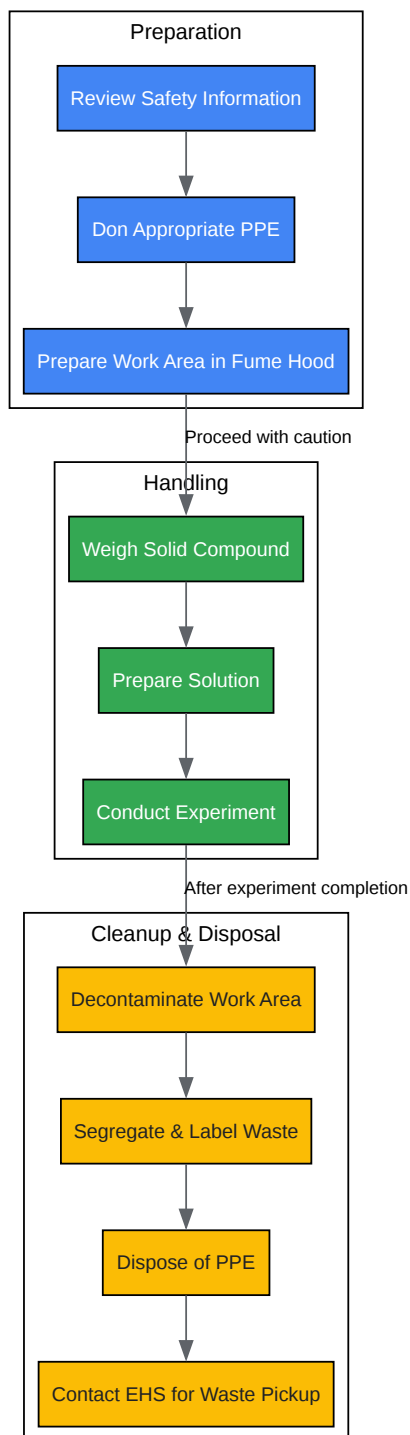 Preparation
Review Safety Information
Don Appropriate PPE
Prepare Work Area in Fume Hood
Proceed with caution
Handling
Weigh Solid Compound
Prepare Solution
Conduct Experiment
After experiment completion
Cleanup & Disposal
Decontaminate Work Area
Segregate & Label Waste
Dispose of PPE
Contact EHS for Waste Pickup